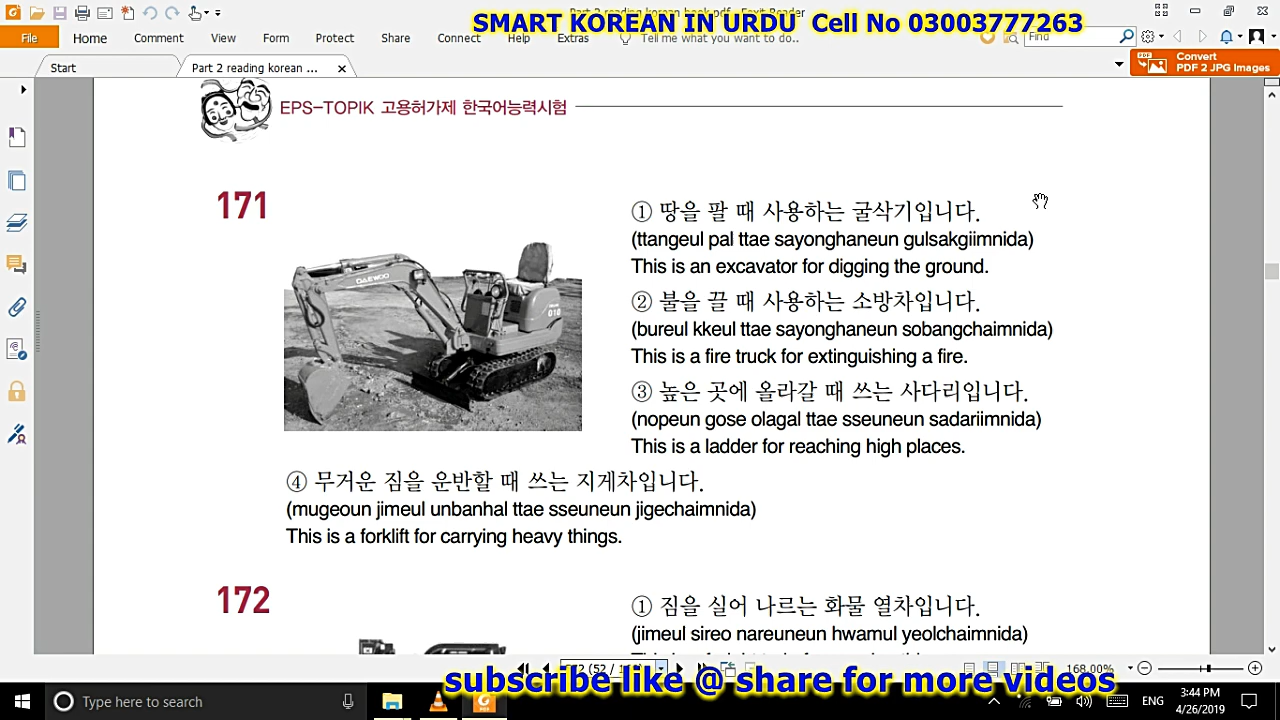 SMART KOREAN IN URDU Cell No 03003777263
File Home Comment View Form Protect Share Connect Help Extras Tell me what you want to do.. Find
Start Part 2 reading korean ... Convert PDF 2 JPG Images
EPS-TOPIK 고용허가제 한국어능력시험
171
① 땅을 팔 때 사용하는 굴삭기입니다.
(ttangeul pal ttae sayonghaneun gulsakgiimnida)
This is an excavator for digging the ground.
② 불을 끌 때 사용하는 소방차입니다.
(bureul kkeul ttae sayonghaneun sobangchaimnida)
This is a fire truck for extinguishing a fire.
③ 높은 곳에 올라갈 때 쓰는 사다리입니다.
(nopeun gose olagal ttae sseuneun sadariimnida)
This is a ladder for reaching high places.
DAEWOO
010
④ 무거운 짐을 운반할 때 쓰는 지게차입니다.
(mugeoun jimeul unbanhal ttae sseuneun jigechaimnida)
This is a forklift for carrying heavy things.
172
① 짐을 실어 나르는 화물 열차입니다.
(jimeul sireo nareuneun hwamul yeolchaimnida)
168.00%
subscribe like @ share for more videos
Type here to search
ENG
3:44 PM
4/26/2019